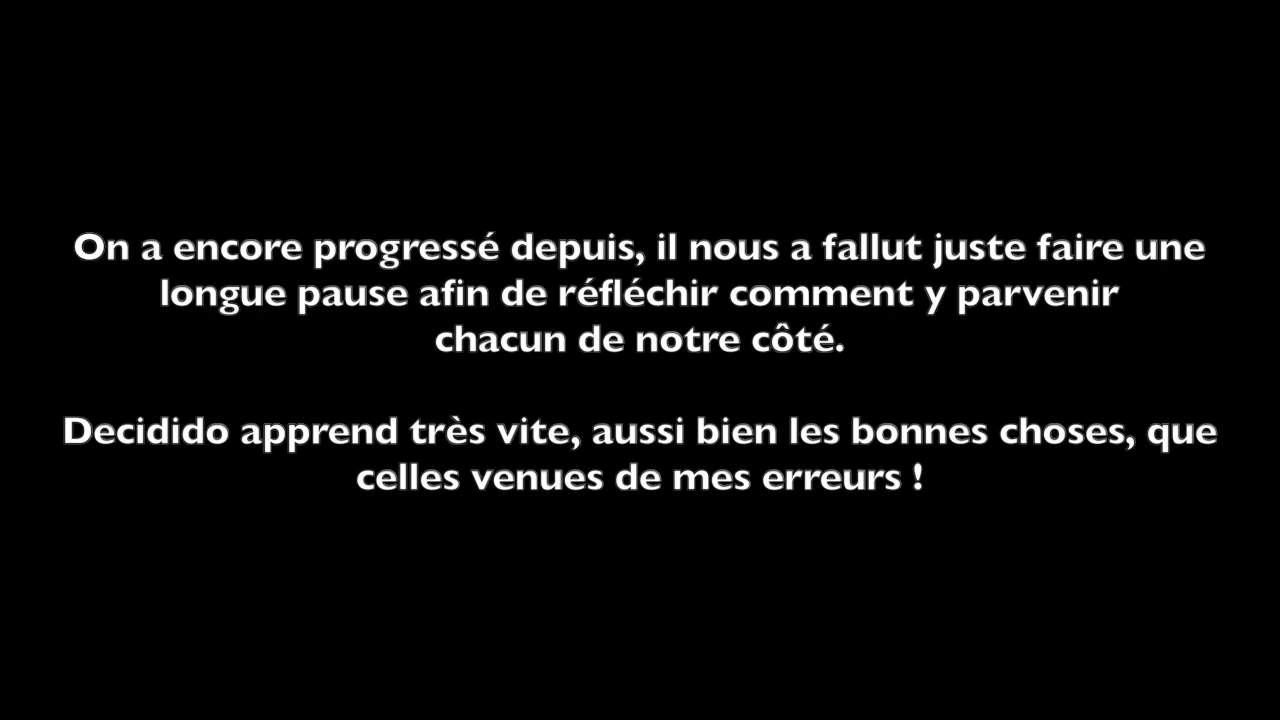 On a encore progressé depuis, il nous a fallut juste faire une
longue pause afin de réfléchir comment y parvenir
chacun de notre côté.
Decidido apprend très vite, aussi bien les bonnes choses, que
celles venues de mes erreurs !